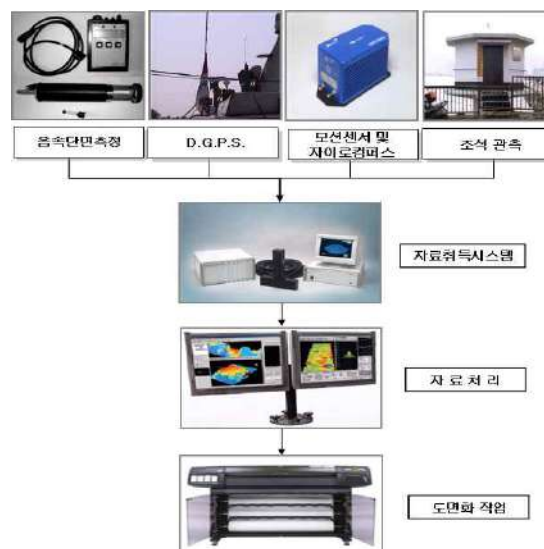 음속단면측정
D.G.P.S.
모션센서 및
자이로컴퍼스
조석 관측
자료취득시스템
자 료 처 리
도면화 작업